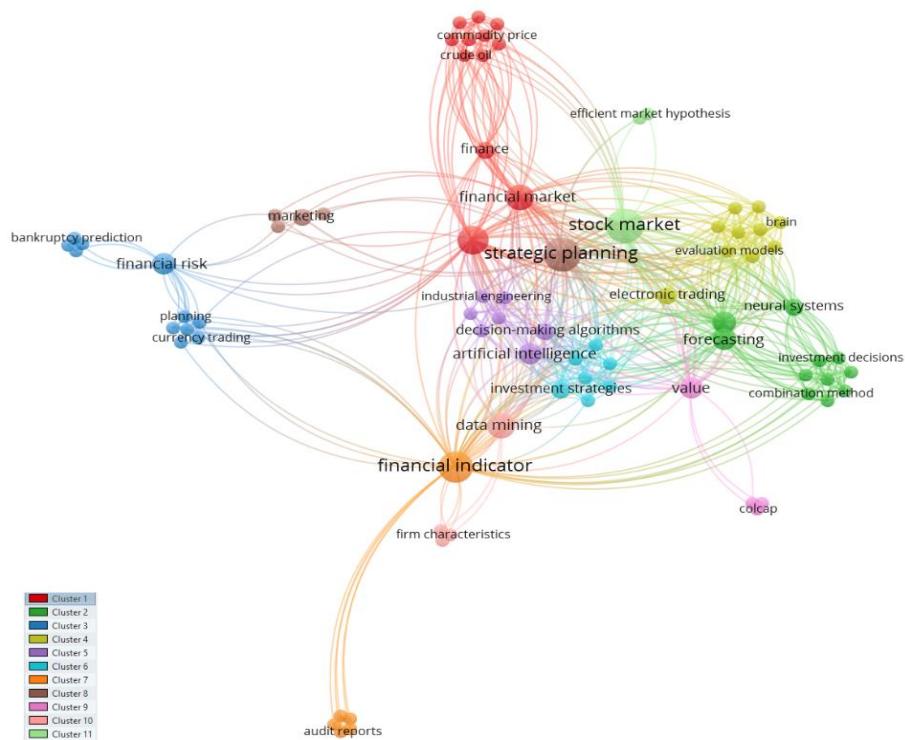 commodity price
crude oil
efficient market hypothesis
finance
financial market
marketing
stock market
brain
bankruptcy prediction
strategic planning
evaluation models
financial risk
industrial engineering
electronic trading
neural systems
planning
decision-making algorithms
currency trading
forecasting
artificial intelligence
investment decisions
investment strategies
value
combination method
data mining
financial indicator
colcap
firm characteristics
Cluster 1
Cluster 2
Cluster 3
Cluster 4
Cluster 5
Cluster 6
Cluster 7
Cluster 8
Cluster 9
Cluster 10
Cluster 11
audit reports